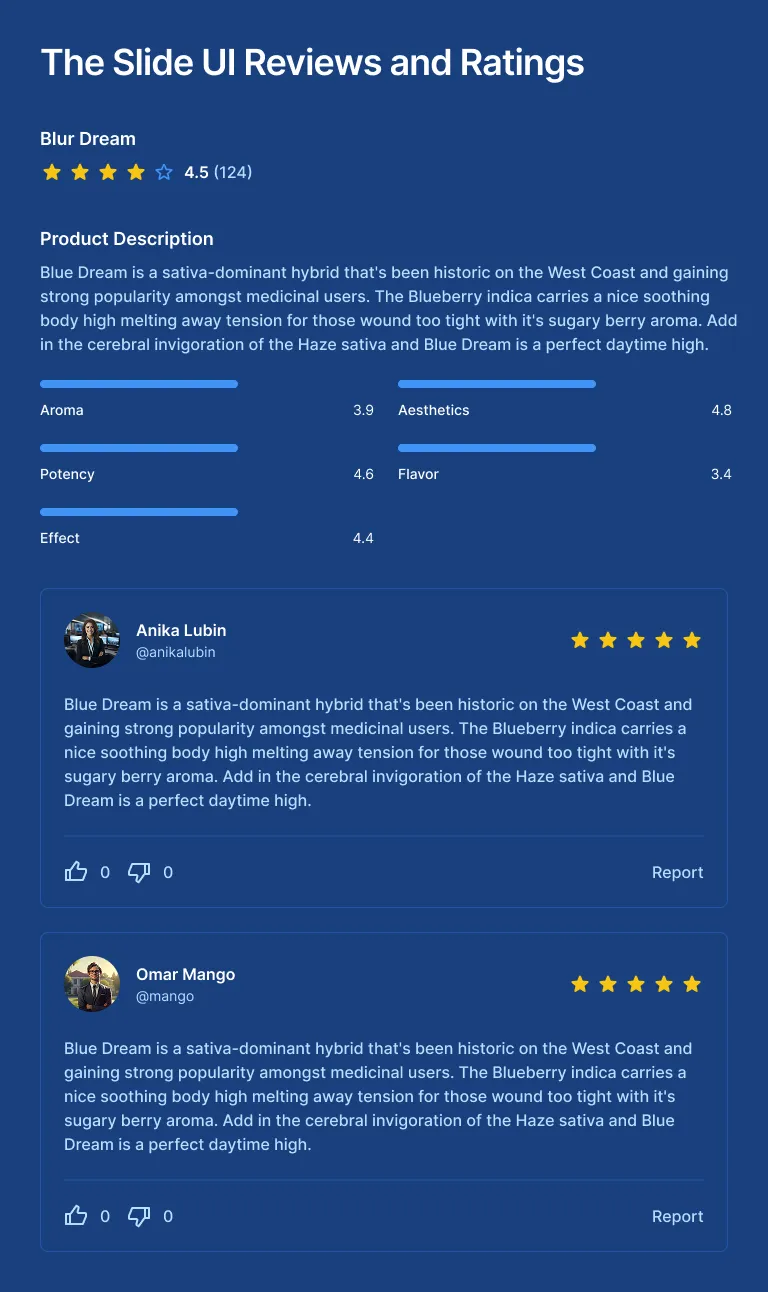 The Slide UI Reviews and Ratings
Blur Dream
4.5 (124)
Product Description
Blue Dream is a sativa-dominant hybrid that's been historic on the West Coast and gaining
strong popularity amongst medicinal users. The Blueberry indica carries a nice soothing
body high melting away tension for those wound too tight with it's sugary berry aroma. Add
in the cerebral invigoration of the Haze sativa and Blue Dream is a perfect daytime high.
Aroma 3.9
Aesthetics 4.8
Potency 4.6
Flavor 3.4
Effect 4.4
Anika Lubin
@anikalubin
Blue Dream is a sativa-dominant hybrid that's been historic on the West Coast and
gaining strong popularity amongst medicinal users. The Blueberry indica carries a
nice soothing body high melting away tension for those wound too tight with it's
sugary berry aroma. Add in the cerebral invigoration of the Haze sativa and Blue
Dream is a perfect daytime high.
0 0 Report
Omar Mango
@mango
Blue Dream is a sativa-dominant hybrid that's been historic on the West Coast and
gaining strong popularity amongst medicinal users. The Blueberry indica carries a
nice soothing body high melting away tension for those wound too tight with it's
sugary berry aroma. Add in the cerebral invigoration of the Haze sativa and Blue
Dream is a perfect daytime high.
0 0 Report